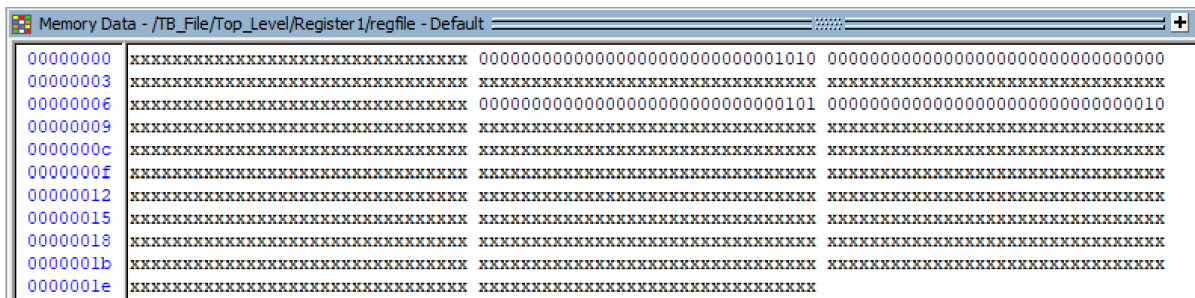 Memory Data - /TB_File/Top_Level/Register1/regfile - Default
00000000 xxxxxxxxxxxxxxxxxxxxxxxxxxxxxxxx 00000000000000000000000000001010 00000000000000000000000000000000
00000003 xxxxxxxxxxxxxxxxxxxxxxxxxxxxxxxx xxxxxxxxxxxxxxxxxxxxxxxxxxxxxxxx xxxxxxxxxxxxxxxxxxxxxxxxxxxxxxxx
00000006 xxxxxxxxxxxxxxxxxxxxxxxxxxxxxxxx 00000000000000000000000000000101 00000000000000000000000000000010
00000009 xxxxxxxxxxxxxxxxxxxxxxxxxxxxxxxx xxxxxxxxxxxxxxxxxxxxxxxxxxxxxxxx xxxxxxxxxxxxxxxxxxxxxxxxxxxxxxxx
0000000c xxxxxxxxxxxxxxxxxxxxxxxxxxxxxxxx xxxxxxxxxxxxxxxxxxxxxxxxxxxxxxxx xxxxxxxxxxxxxxxxxxxxxxxxxxxxxxxx
0000000f xxxxxxxxxxxxxxxxxxxxxxxxxxxxxxxx xxxxxxxxxxxxxxxxxxxxxxxxxxxxxxxx xxxxxxxxxxxxxxxxxxxxxxxxxxxxxxxx
00000012 xxxxxxxxxxxxxxxxxxxxxxxxxxxxxxxx xxxxxxxxxxxxxxxxxxxxxxxxxxxxxxxx xxxxxxxxxxxxxxxxxxxxxxxxxxxxxxxx
00000015 xxxxxxxxxxxxxxxxxxxxxxxxxxxxxxxx xxxxxxxxxxxxxxxxxxxxxxxxxxxxxxxx xxxxxxxxxxxxxxxxxxxxxxxxxxxxxxxx
00000018 xxxxxxxxxxxxxxxxxxxxxxxxxxxxxxxx xxxxxxxxxxxxxxxxxxxxxxxxxxxxxxxx xxxxxxxxxxxxxxxxxxxxxxxxxxxxxxxx
0000001b xxxxxxxxxxxxxxxxxxxxxxxxxxxxxxxx xxxxxxxxxxxxxxxxxxxxxxxxxxxxxxxx xxxxxxxxxxxxxxxxxxxxxxxxxxxxxxxx
0000001e xxxxxxxxxxxxxxxxxxxxxxxxxxxxxxxx xxxxxxxxxxxxxxxxxxxxxxxxxxxxxxxx